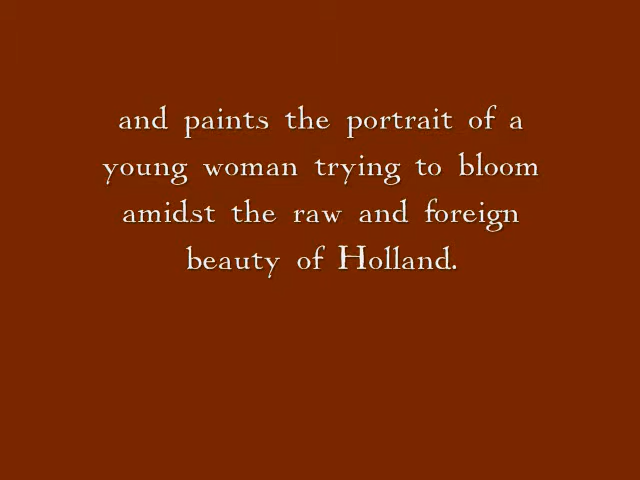 and paints the portrait of a
young woman trying to bloom
amidst the raw and foreign
beauty of Holland.